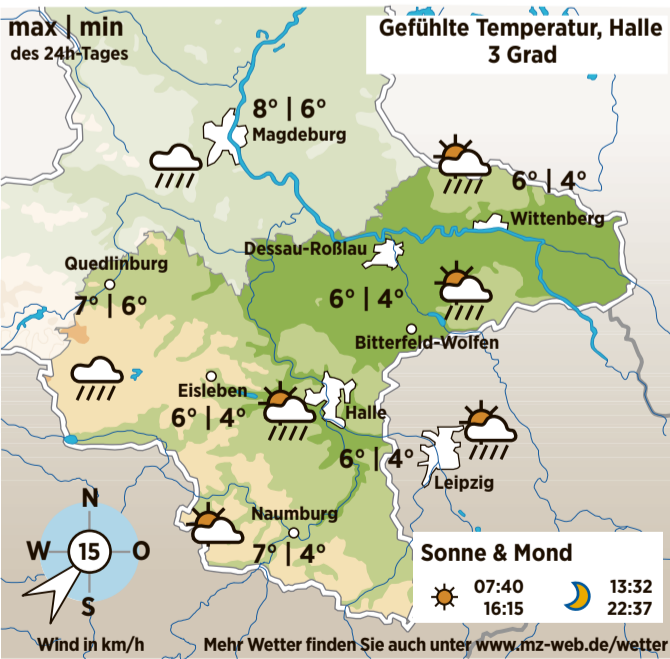 max | min
des 24h-Tages
Gefühlte Temperatur, Halle
3 Grad
8° | 6°
Magdeburg
6° | 4°
Wittenberg
Dessau-Roßlau
Quedlinburg
7° | 6°
6° | 4°
Bitterfeld-Wolfen
Eisleben
6° | 4°
Halle
6° | 4°
Leipzig
Naumburg
7° | 4°
N
W 15 O
S
Sonne & Mond
07:40 13:32
16:15 22:37
Wind in km/h
Mehr Wetter finden Sie auch unter www.mz-web.de/wetter